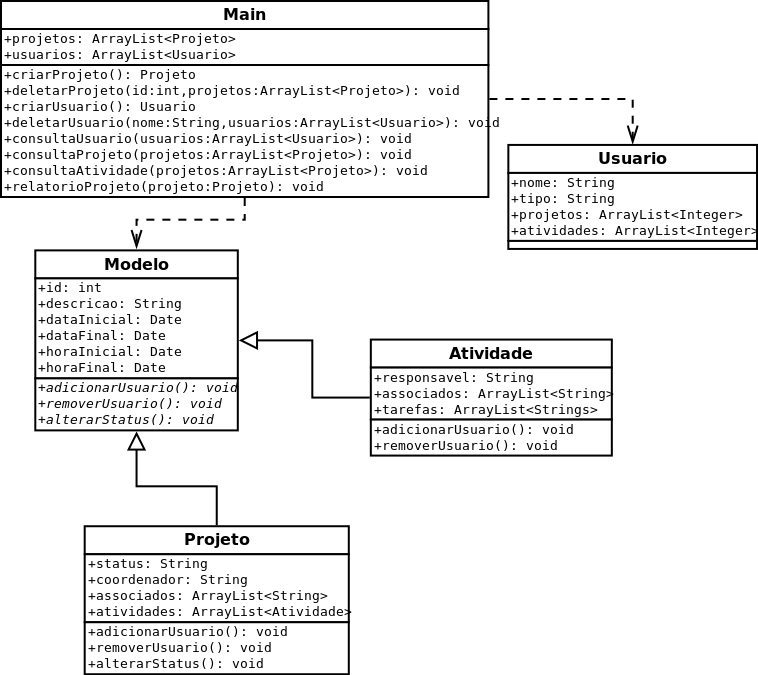 Main
+projetos: ArrayList<Projeto>
+usuarios: ArrayList<Usuario>
+criarProjeto(): Projeto
+deletarProjeto(id:int,projetos:ArrayList<Projeto>): void
+criarUsuario(): Usuario
+deletarUsuario(nome:String,usuarios:ArrayList<Usuario>): void
+consultaUsuario(usuarios:ArrayList<Usuario>): void
+consultaProjeto(projetos:ArrayList<Projeto>): void
+consultaAtividade(projetos:ArrayList<Projeto>): void
+relatorioProjeto(projeto:Projeto): void
Usuario
+nome: String
+tipo: String
+projetos: ArrayList<Integer>
+atividades: ArrayList<Integer>
Modelo
+id: int
+descricao: String
+dataInicial: Date
+dataFinal: Date
+horaInicial: Date
+horaFinal: Date
+adicionarUsuario(): void
+removerUsuario(): void
+alterarStatus(): void
Atividade
+responsavel: String
+associados: ArrayList<String>
+tarefas: ArrayList<Strings>
+adicionarUsuario(): void
+removerUsuario(): void
Projeto
+status: String
+coordenador: String
+associados: ArrayList<String>
+atividades: ArrayList<Atividade>
+adicionarUsuario(): void
+removerUsuario(): void
+alterarStatus(): void